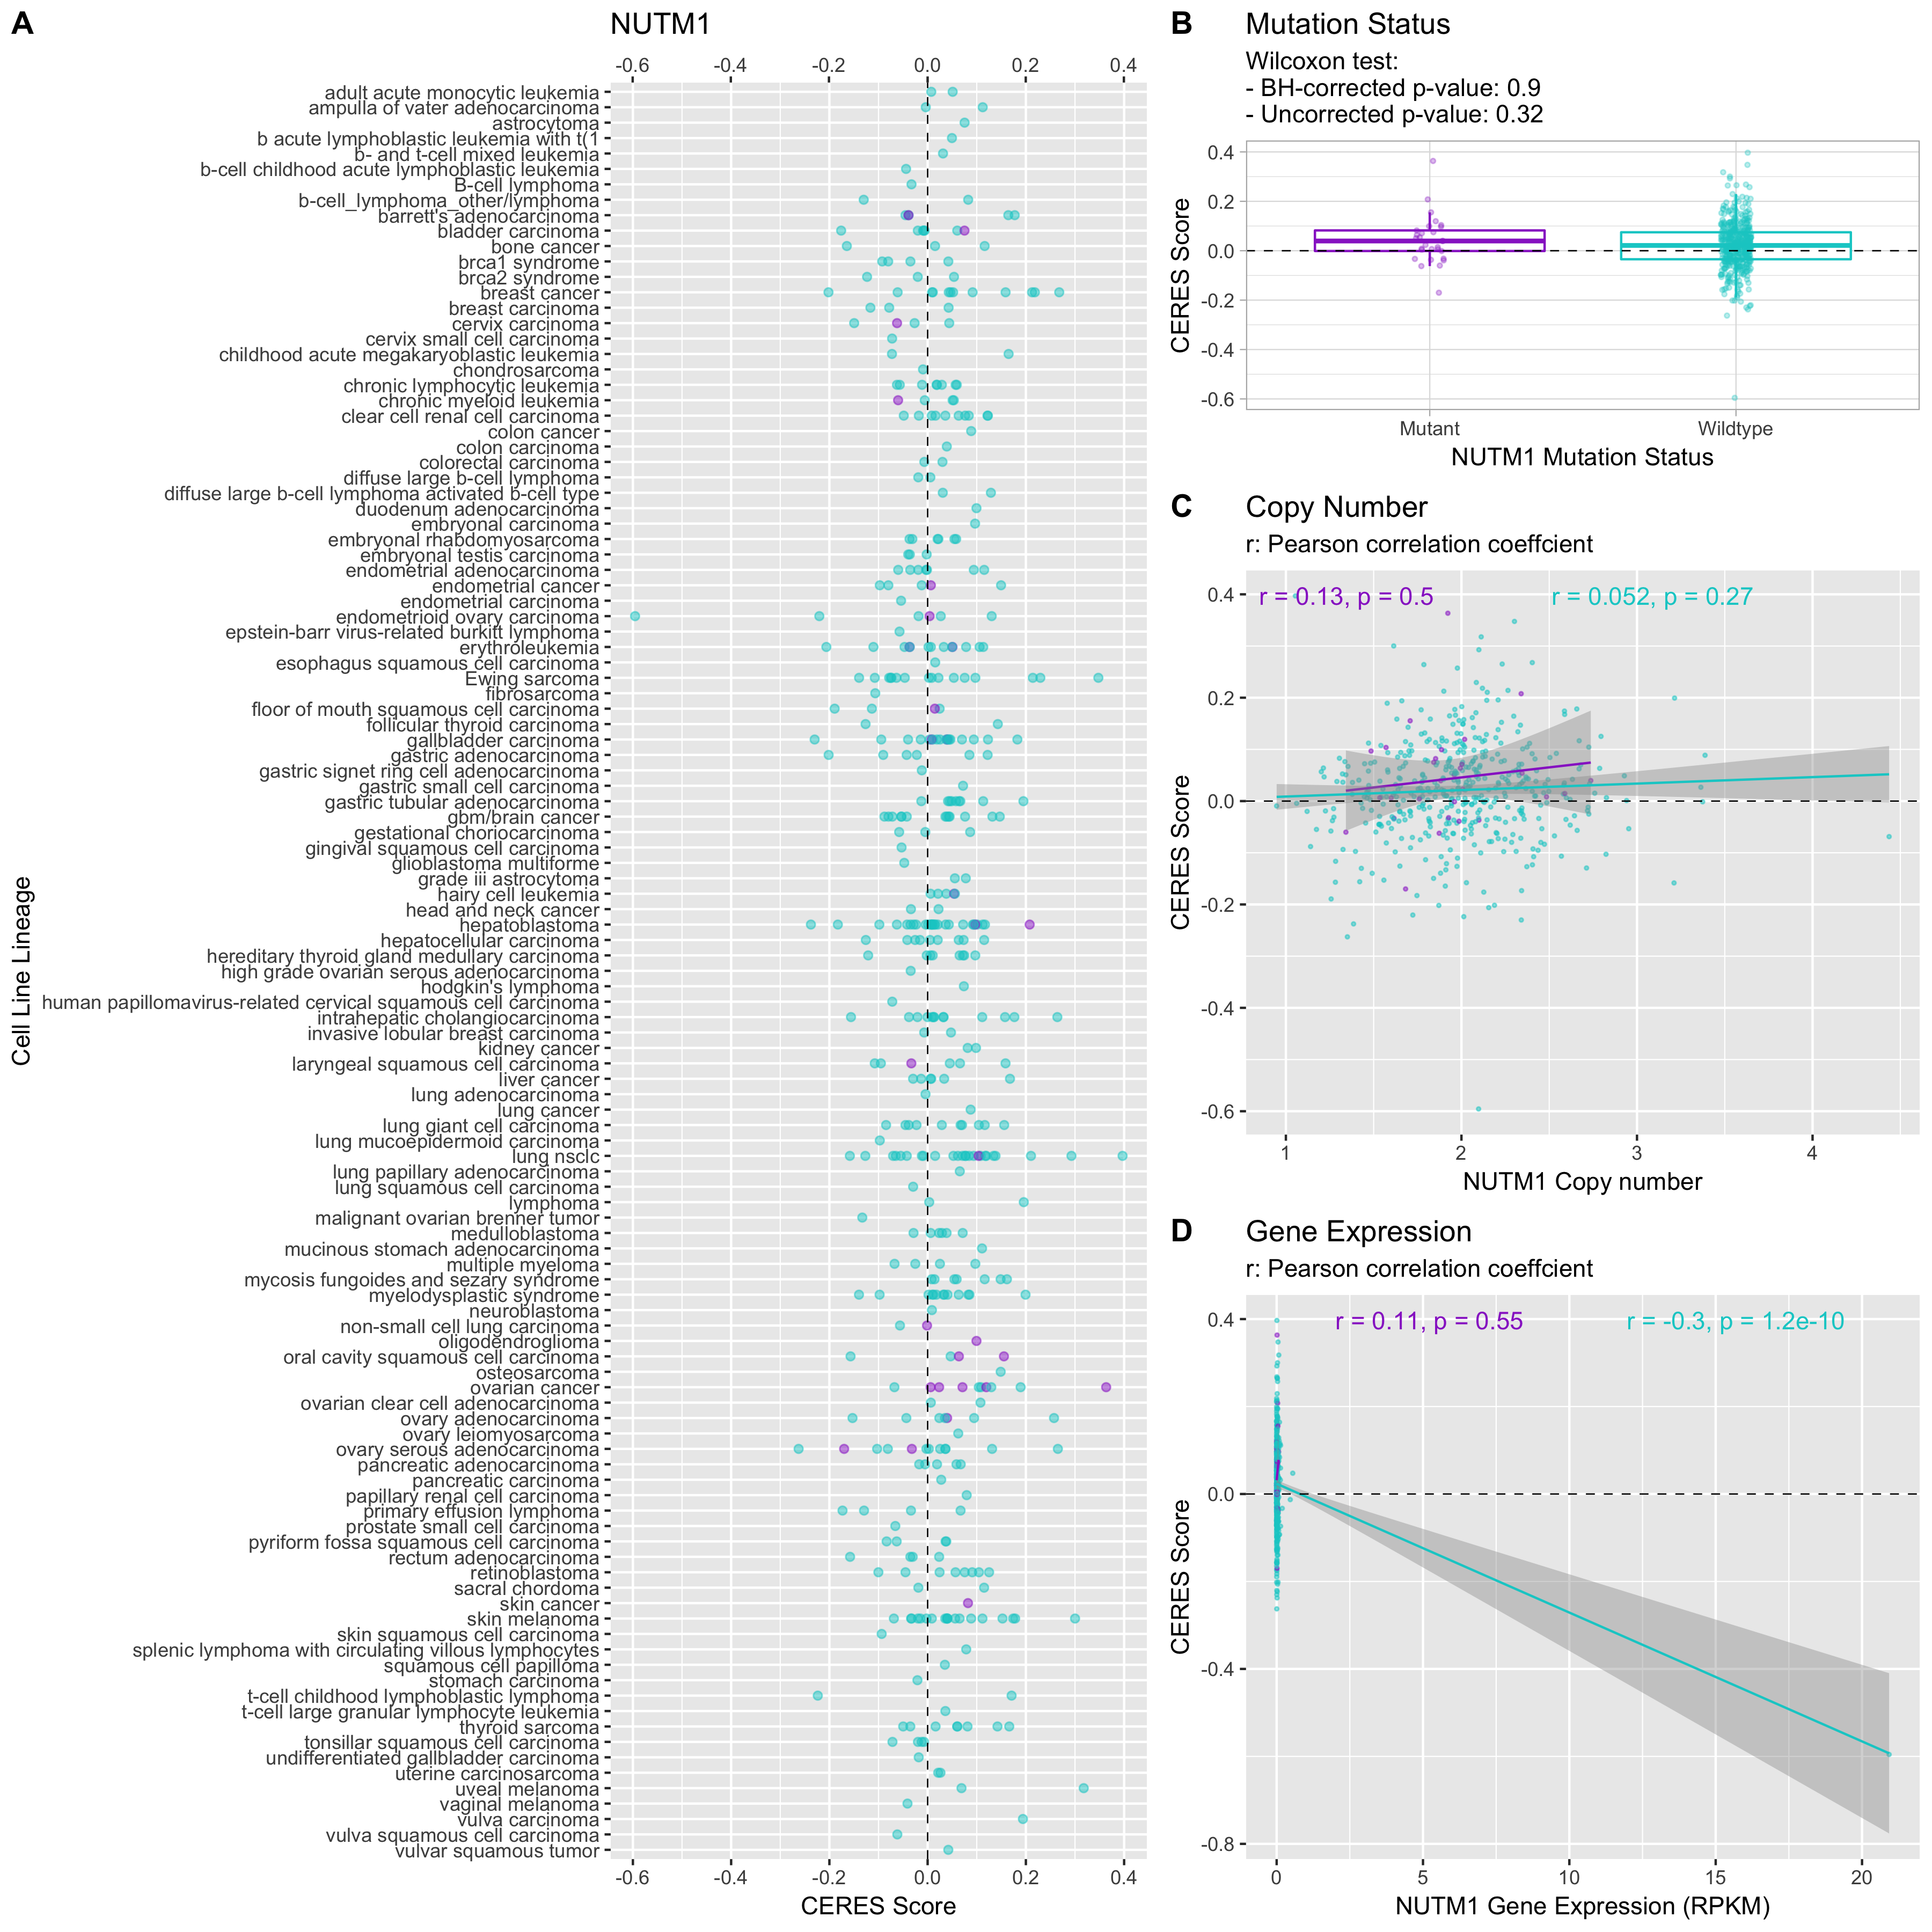 A
NUTM1
-0.6 -0.4 -0.2 0.0 0.2 0.4
adult acute monocytic leukemia
ampulla of vater adenocarcinoma
astrocytoma
b acute lymphoblastic leukemia with t(1
b- and t-cell mixed leukemia
b-cell childhood acute lymphoblastic leukemia
B-cell lymphoma
b-cell_lymphoma_other/lymphoma
barrett's adenocarcinoma
bladder carcinoma
bone cancer
brca1 syndrome
brca2 syndrome
breast cancer
breast carcinoma
cervix carcinoma
cervix small cell carcinoma
childhood acute megakaryoblastic leukemia
chondrosarcoma
chronic lymphocytic leukemia
chronic myeloid leukemia
clear cell renal cell carcinoma
colon cancer
colon carcinoma
colorectal carcinoma
diffuse large b-cell lymphoma
diffuse large b-cell lymphoma activated b-cell type
duodenum adenocarcinoma
embryonal carcinoma
embryonal rhabdomyosarcoma
embryonal testis carcinoma
endometrial adenocarcinoma
endometrial cancer
endometrial carcinoma
endometrioid ovary carcinoma
epstein-barr virus-related burkitt lymphoma
erythroleukemia
esophagus squamous cell carcinoma
Ewing sarcoma
fibrosarcoma
floor of mouth squamous cell carcinoma
follicular thyroid carcinoma
gallbladder carcinoma
gastric adenocarcinoma
gastric signet ring cell adenocarcinoma
gastric small cell carcinoma
gastric tubular adenocarcinoma
gbm/brain cancer
gestational choriocarcinoma
gingival squamous cell carcinoma
glioblastoma multiforme
grade iii astrocytoma
hairy cell leukemia
head and neck cancer
hepatoblastoma
hepatocellular carcinoma
hereditary thyroid gland medullary carcinoma
high grade ovarian serous adenocarcinoma
hodgkin's lymphoma
human papillomavirus-related cervical squamous cell carcinoma
intrahepatic cholangiocarcinoma
invasive lobular breast carcinoma
kidney cancer
laryngeal squamous cell carcinoma
liver cancer
lung adenocarcinoma
lung cancer
lung giant cell carcinoma
lung mucoepidermoid carcinoma
lung nsclc
lung papillary adenocarcinoma
lung squamous cell carcinoma
lymphoma
malignant ovarian brenner tumor
medulloblastoma
mucinous stomach adenocarcinoma
multiple myeloma
mycosis fungoides and sezary syndrome
myelodysplastic syndrome
neuroblastoma
non-small cell lung carcinoma
oligodendroglioma
oral cavity squamous cell carcinoma
osteosarcoma
ovarian cancer
ovarian clear cell adenocarcinoma
ovary adenocarcinoma
ovary leiomyosarcoma
ovary serous adenocarcinoma
pancreatic adenocarcinoma
pancreatic carcinoma
papillary renal cell carcinoma
primary effusion lymphoma
prostate small cell carcinoma
pyriform fossa squamous cell carcinoma
rectum adenocarcinoma
retinoblastoma
sacral chordoma
skin cancer
skin melanoma
skin squamous cell carcinoma
splenic lymphoma with circulating villous lymphocytes
squamous cell papilloma
stomach carcinoma
t-cell childhood lymphoblastic lymphoma
t-cell large granular lymphocyte leukemia
thyroid sarcoma
tonsillar squamous cell carcinoma
undifferentiated gallbladder carcinoma
uterine carcinosarcoma
uveal melanoma
vaginal melanoma
vulva carcinoma
vulva squamous cell carcinoma
vulvar squamous tumor
-0.6 -0.4 -0.2 0.0 0.2 0.4
CERES Score
Cell Line Lineage
B
Mutation Status
Wilcoxon test:
- BH-corrected p-value: 0.9
- Uncorrected p-value: 0.32
0.4
0.2
0.0
-0.2
-0.4
-0.6
CERES Score
Mutant Wildtype
NUTM1 Mutation Status
C
Copy Number
r: Pearson correlation coeffcient
r = 0.13, p = 0.5 r = 0.052, p = 0.27
0.4
0.2
0.0
-0.2
-0.4
-0.6
CERES Score
1 2 3 4
NUTM1 Copy number
D
Gene Expression
r: Pearson correlation coeffcient
r = 0.11, p = 0.55 r = -0.3, p = 1.2e-10
0.4
0.0
-0.4
-0.8
CERES Score
0 5 10 15 20
NUTM1 Gene Expression (RPKM)